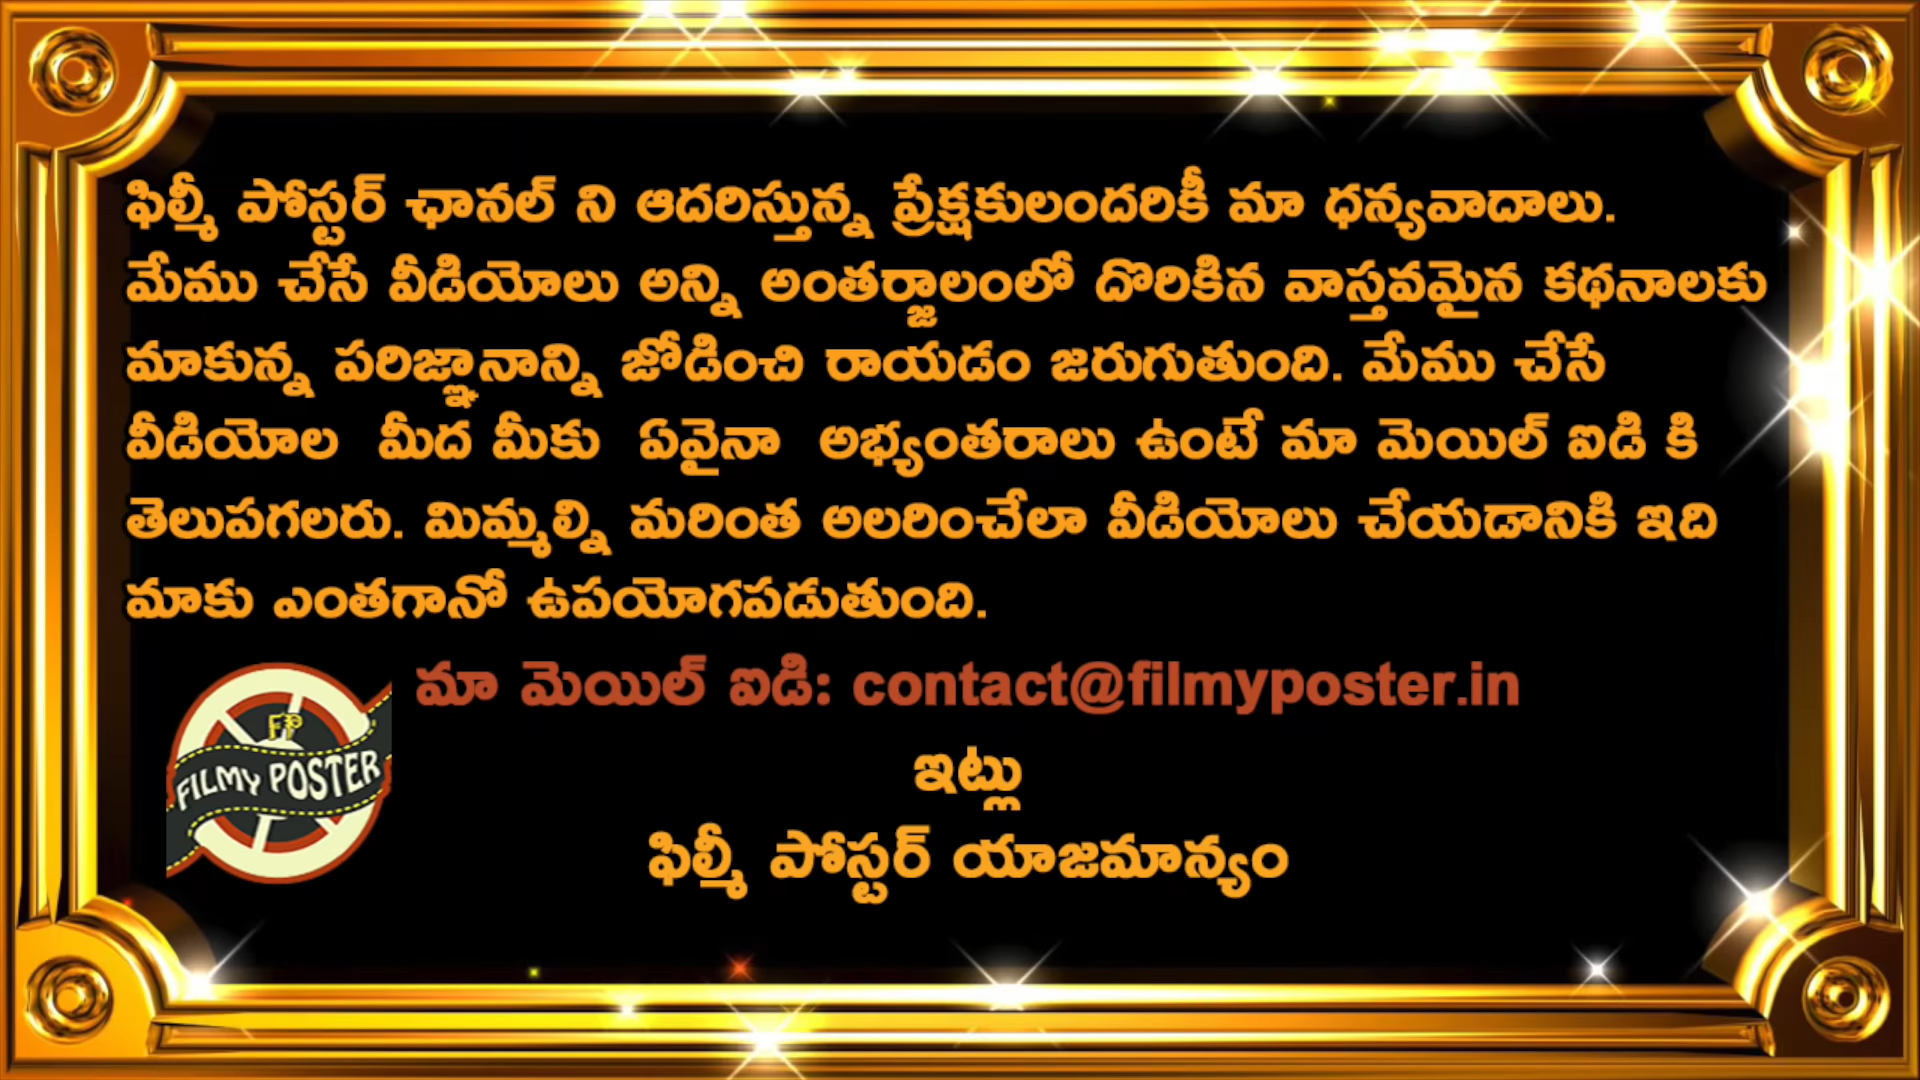 ఫిల్మీ పోస్టర్ ఛానల్ ని ఆదరిస్తున్న ప్రేక్షకులందరికీ మా ధన్యవాదాలు.
మేము చేసే వీడియోలు అన్ని అంతర్జాలంలో దొరికిన వాస్తవమైన కథనాలకు
మాకున్న పరిజ్ఞానాన్ని జోడించి రాయడం జరుగుతుంది. మేము చేసే
వీడియోల మీద మీకు ఏవైనా అభ్యంతరాలు ఉంటే మా మెయిల్ ఐడి కి
తెలుపగలరు. మిమ్మల్ని మరింత అలరించేలా వీడియోలు చేయడానికి ఇది
మాకు ఎంతగానో ఉపయోగపడుతుంది.
మా మెయిల్ ఐడి: contact@filmyposter.in
FP
FILMY POSTER
ఇట్లు
ఫిల్మీ పోస్టర్ యాజమాన్యం